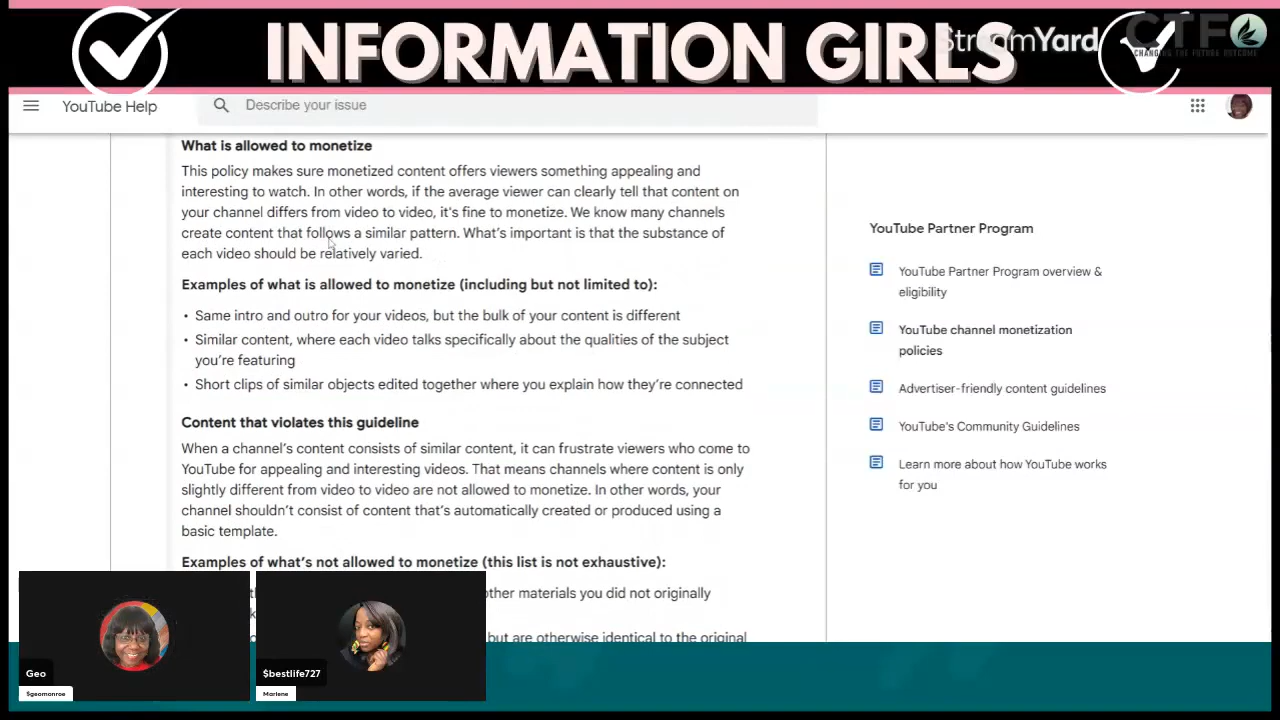 INFORMATION GIRLS
StreamYard
CTFO
CHANGING THE FUTURE OUTCOME
YouTube Help
Describe your issue
What is allowed to monetize
This policy makes sure monetized content offers viewers something appealing and
interesting to watch. In other words, if the average viewer can clearly tell that content on
your channel differs from video to video, it's fine to monetize. We know many channels
create content that follows a similar pattern. What's important is that the substance of
each video should be relatively varied.
Examples of what is allowed to monetize (including but not limited to):
• Same intro and outro for your videos, but the bulk of your content is different
• Similar content, where each video talks specifically about the qualities of the subject
you're featuring
• Short clips of similar objects edited together where you explain how they're connected
Content that violates this guideline
When a channel's content consists of similar content, it can frustrate viewers who come to
YouTube for appealing and interesting videos. That means channels where content is only
slightly different from video to video are not allowed to monetize. In other words, your
channel shouldn't consist of content that's automatically created or produced using a
basic template.
Examples of what's not allowed to monetize (this list is not exhaustive):
other materials you did not originally
but are otherwise identical to the original
YouTube Partner Program
YouTube Partner Program overview &
eligibility
YouTube channel monetization
policies
Advertiser-friendly content guidelines
YouTube's Community Guidelines
Learn more about how YouTube works
for you
Geo
$geomonroe
$bestlife727
Marlene